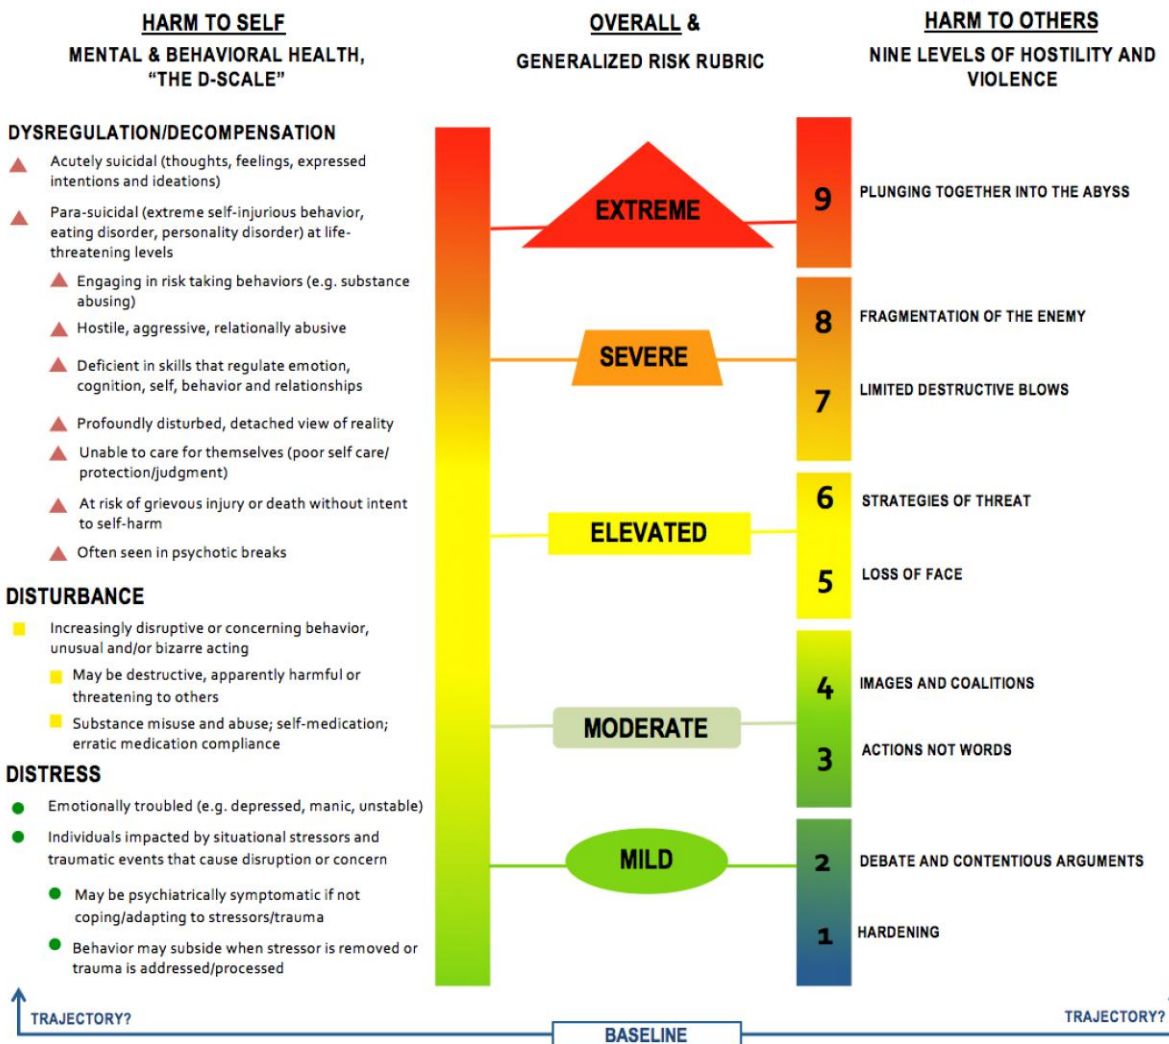 HARM TO SELF
MENTAL & BEHAVIORAL HEALTH,
“THE D-SCALE”
DYSREGULATION/DECOMPENSATION
Acutely suicidal (thoughts, feelings, expressed
intentions and ideations)
Para-suicidal (extreme self-injurious behavior,
eating disorder, personality disorder) at life-
threatening levels
Engaging in risk taking behaviors (e.g. substance
abusing)
Hostile, aggressive, relationally abusive
Deficient in skills that regulate emotion,
cognition, self, behavior and relationships
Profoundly disturbed, detached view of reality
Unable to care for themselves (poor self care/
protection/judgment)
At risk of grievous injury or death without intent
to self-harm
Often seen in psychotic breaks
DISTURBANCE
Increasingly disruptive or concerning behavior,
unusual and/or bizarre acting
May be destructive, apparently harmful or
threatening to others
Substance misuse and abuse; self-medication;
erratic medication compliance
DISTRESS
Emotionally troubled (e.g. depressed, manic, unstable)
Individuals impacted by situational stressors and
traumatic events that cause disruption or concern
May be psychiatrically symptomatic if not
coping/adapting to stressors/trauma
Behavior may subside when stressor is removed or
trauma is addressed/processed
TRAJECTORY?
OVERALL &
GENERALIZED RISK RUBRIC
EXTREME
SEVERE
ELEVATED
MODERATE
MILD
BASELINE
HARM TO OTHERS
NINE LEVELS OF HOSTILITY AND
VIOLENCE
9 PLUNGING TOGETHER INTO THE ABYSS
8 FRAGMENTATION OF THE ENEMY
7 LIMITED DESTRUCTIVE BLOWS
6 STRATEGIES OF THREAT
5 LOSS OF FACE
4 IMAGES AND COALITIONS
3 ACTIONS NOT WORDS
2 DEBATE AND CONTENTIOUS ARGUMENTS
1 HARDENING
TRAJECTORY?